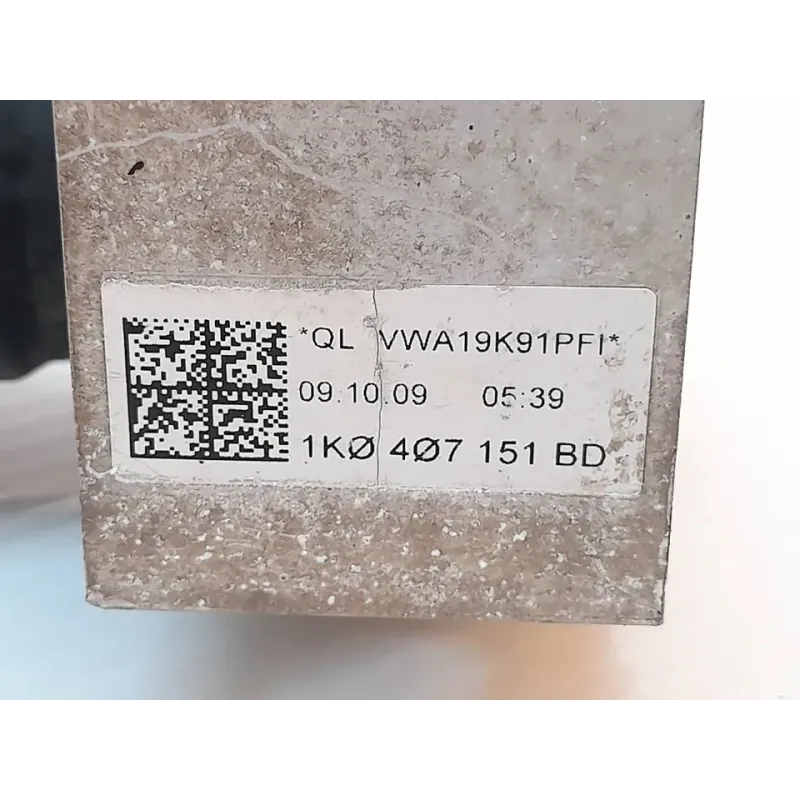 *QL VWA19K91PFI*
09.10.09 05:39
1KØ 4Ø7 151 BD